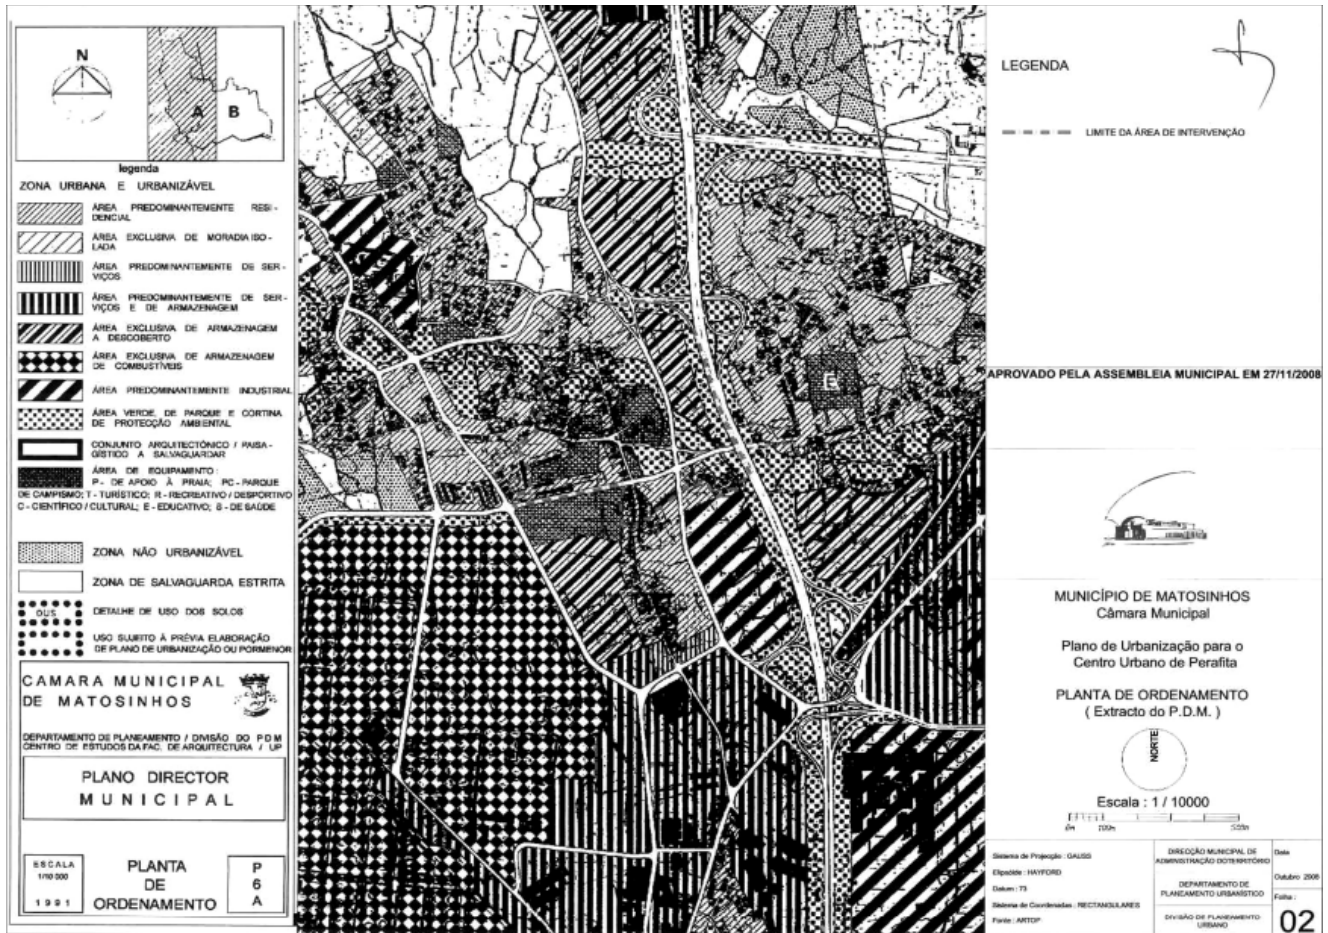 N
A
B
legenda
ZONA URBANA E URBANIZÁVEL
ÁREA PREDOMINANTEMENTE RESI-
DENCIAL
ÁREA EXCLUSIVA DE MORADIA ISO-
LADA
ÁREA PREDOMINANTEMENTE DE SER-
VIÇOS
ÁREA PREDOMINANTEMENTE DE SER-
VIÇOS E DE ARMAZENAGEM
ÁREA EXCLUSIVA DE ARMAZENAGEM
A DESCOBERTO
ÁREA EXCLUSIVA DE ARMAZENAGEM
DE COMBUSTÍVEIS
ÁREA PREDOMINANTEMENTE INDUSTRIAL
ÁREA VERDE, DE PARQUE E CORTINA
DE PROTECÇÃO AMBIENTAL
CONJUNTO ARQUITECTÓNICO / PAISA-
GÍSTICO A SALVAGUARDAR
ÁREA DE EQUIPAMENTO :
P - DE APOIO À PRAIA; PC - PARQUE
DE CAMPISMO; T - TURÍSTICO; R - RECREATIVO / DESPORTIVO
C - CIENTÍFICO / CULTURAL; E - EDUCATIVO; S - DE SAÚDE
ZONA NÃO URBANIZÁVEL
ZONA DE SALVAGUARDA ESTRITA
DUS
DETALHE DE USO DOS SOLOS
USO SUJEITO À PRÉVIA ELABORAÇÃO
DE PLANO DE URBANIZAÇÃO OU PORMENOR
CAMARA MUNICIPAL
DE MATOSINHOS
DEPARTAMENTO DE PLANEAMENTO / DIVISÃO DO P D M
CENTRO DE ESTUDOS DA FAC. DE ARQUITECTURA / UP
PLANO DIRECTOR
MUNICIPAL
ESCALA
1/10 000
1991
PLANTA
DE
ORDENAMENTO
P
6
A
E
LEGENDA
LIMITE DA ÁREA DE INTERVENÇÃO
APROVADO PELA ASSEMBLEIA MUNICIPAL EM 27/11/2008
MUNICÍPIO DE MATOSINHOS
Câmara Municipal
Plano de Urbanização para o
Centro Urbano de Perafita
PLANTA DE ORDENAMENTO
( Extracto do P.D.M. )
NORTE
Escala : 1 / 10000
0m 100m 500m
Sistema de Projecção : GAUSS
Elipsóide : HAYFORD
Datum : 73
Sistema de Coordenadas : RECTANGULARES
Fonte : ARTOP
DIRECÇÃO MUNICIPAL DE
ADMINISTRAÇÃO DO TERRITÓRIO
DEPARTAMENTO DE
PLANEAMENTO URBANÍSTICO
DIVISÃO DE PLANEAMENTO
URBANO
Data
Outubro 2008
Folha :
02